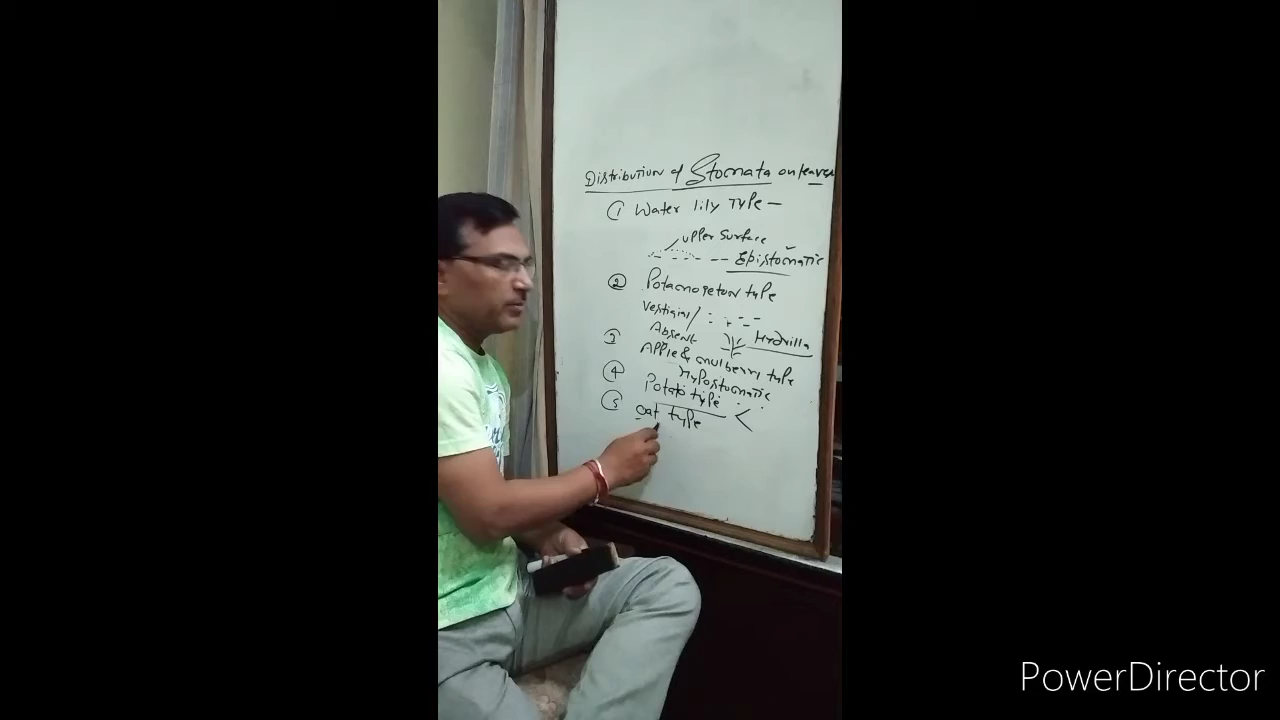 Distribution of Stomata on leaves
① Water lily Type -
upper surface
Epistomatic
② Potamogeton type
Vestigial/
Absent
Hydrilla
3 Apple & mulberry type
Hypostomatic
④ Potato type
5 oat type
PowerDirector